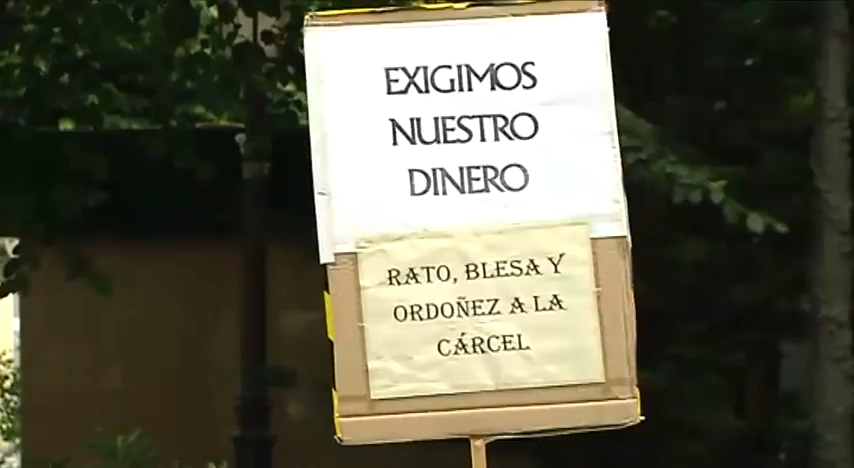 EXIGIMOS
NUESTRO
DINERO
RATO, BLESA Y
ORDOÑEZ A LA
CÁRCEL